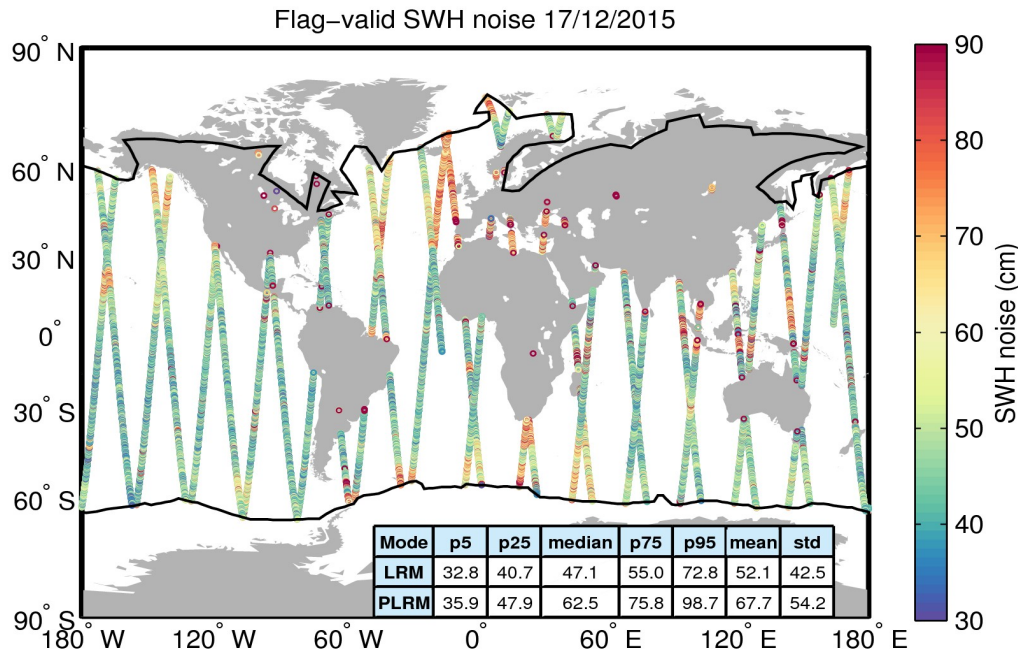 Flag−valid SWH noise 17/12/2015
90° N
60° N
30° N
0°
30° S
60° S
90° S
180° W
120° W
60° W
0°
60° E
120° E
180° E
Mode p5 p25 median p75 p95 mean std
LRM 32.8 40.7 47.1 55.0 72.8 52.1 42.5
PLRM 35.9 47.9 62.5 75.8 98.7 67.7 54.2
90
80
70
60
50
40
30
SWH noise (cm)